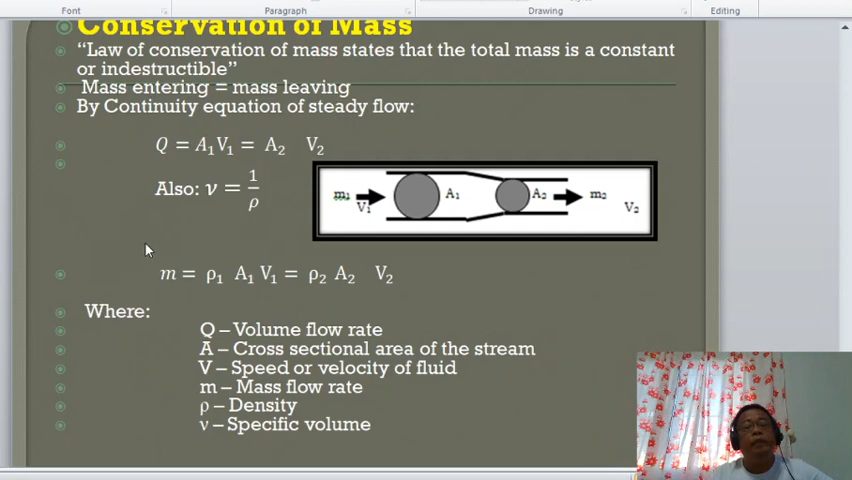 Font
Paragraph
Drawing
Editing
Conservation of Mass
“Law of conservation of mass states that the total mass is a constant
or indestructible”
Mass entering = mass leaving
By Continuity equation of steady flow:
Q = A₁V₁ = A₂ V₂
Also: ν = 1/ρ
m₁ V₁ A₁ A₂ m₂ V₂
m = ρ₁ A₁ V₁ = ρ₂ A₂ V₂
Where:
Q – Volume flow rate
A – Cross sectional area of the stream
V – Speed or velocity of fluid
m – Mass flow rate
ρ – Density
ν – Specific volume